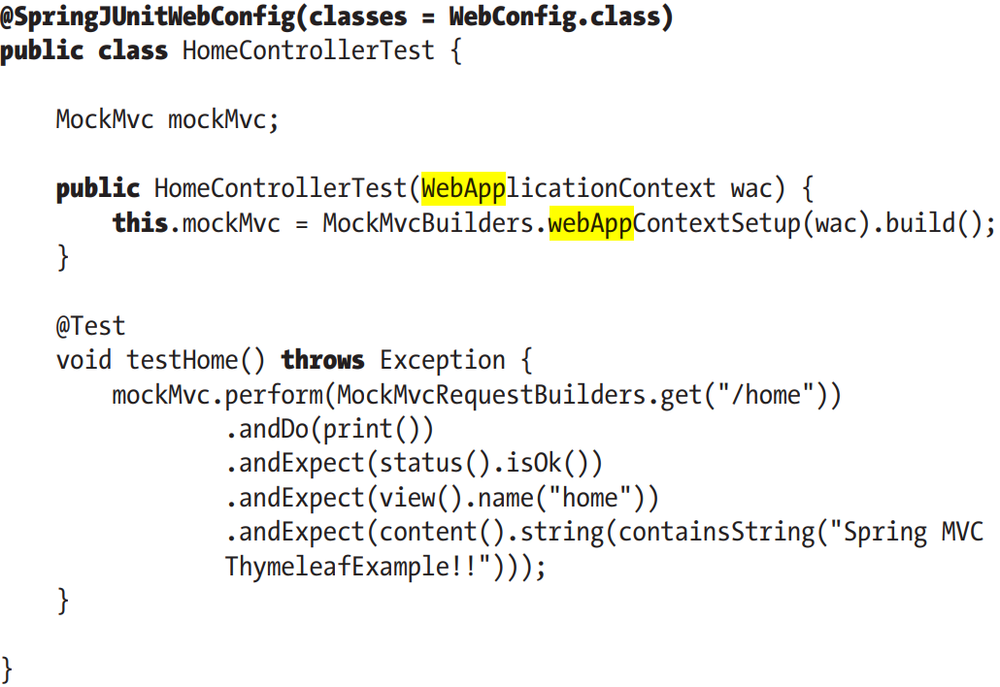 @SpringJUnitWebConfig(classes = WebConfig.class)
public class HomeControllerTest {
MockMvc mockMvc;
public HomeControllerTest(WebApplicationContext wac) {
this.mockMvc = MockMvcBuilders.webAppContextSetup(wac).build();
}
@Test
void testHome() throws Exception {
mockMvc.perform(MockMvcRequestBuilders.get("/home"))
.andDo(print())
.andExpect(status().isOk())
.andExpect(view().name("home"))
.andExpect(content().string(containsString("Spring MVC
ThymeleafExample!!")));
}
}